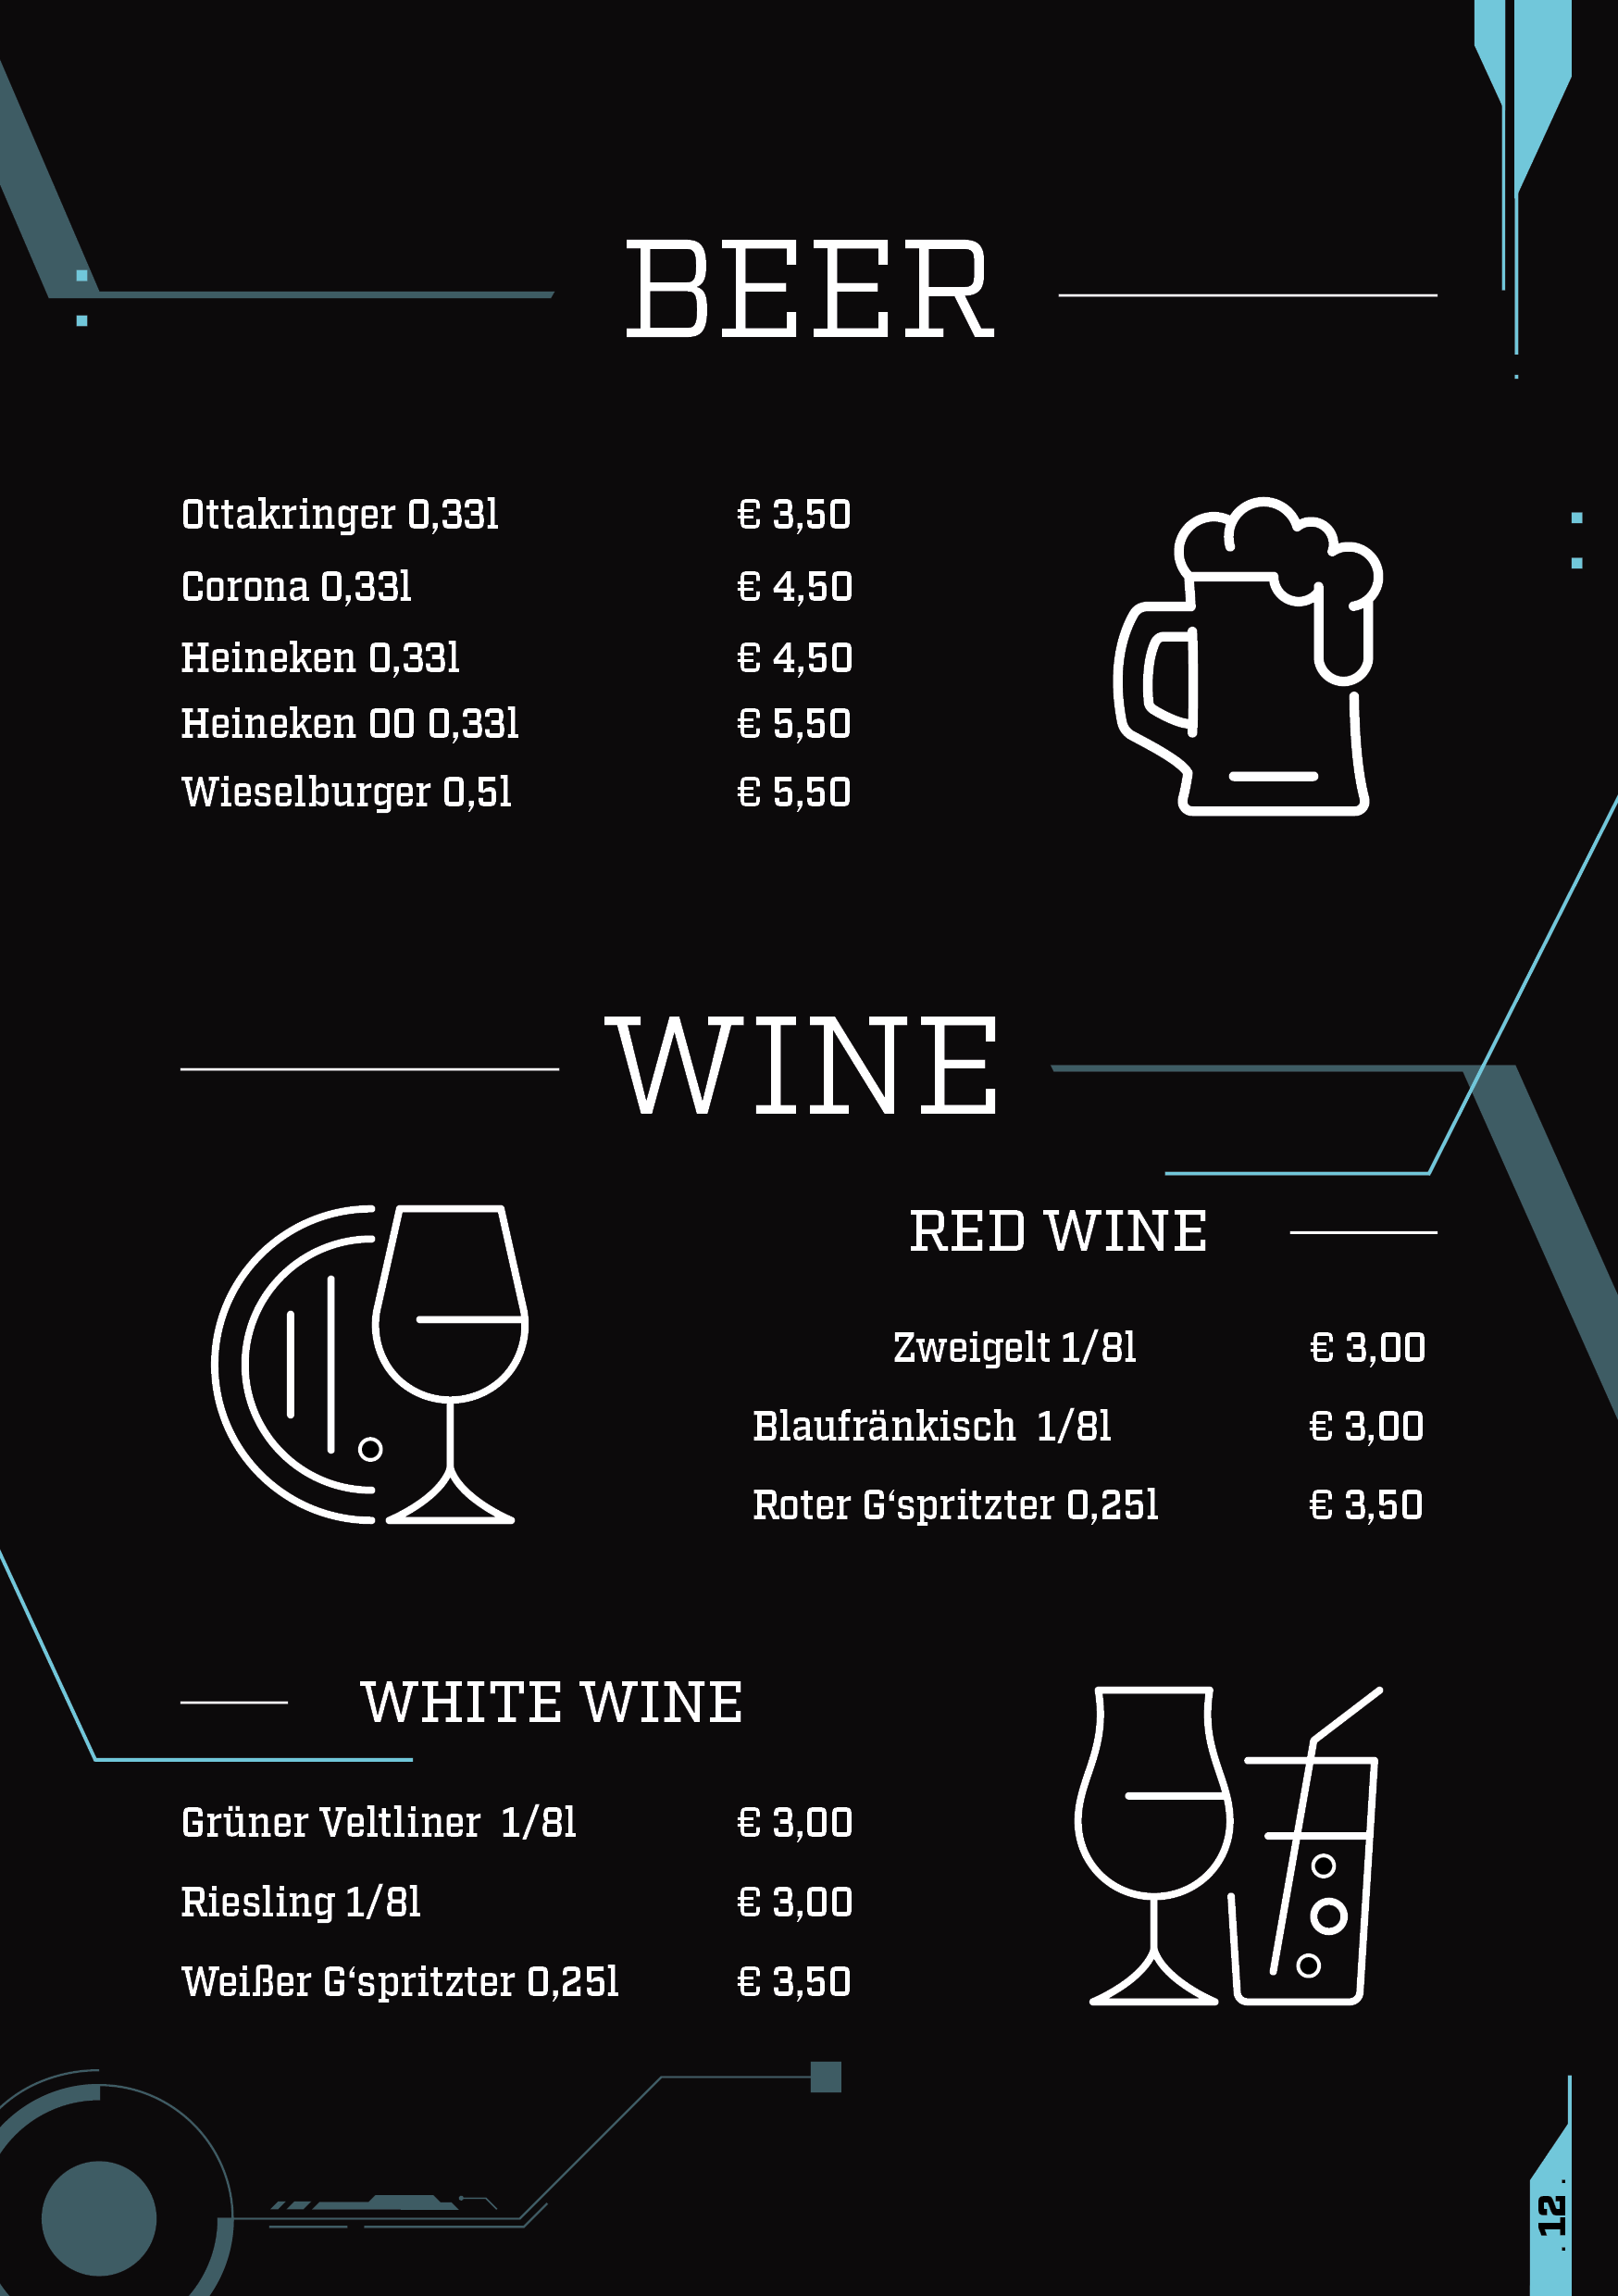 BEER
Ottakringer 0,33l € 3,50
Corona 0,33l € 4,50
Heineken 0,33l € 4,50
Heineken 00 0,33l € 5,50
Wieselburger 0,5l € 5,50
WINE
RED WINE
Zweigelt 1/8l € 3,00
Blaufränkisch 1/8l € 3,00
Roter G‘spritzter 0,25l € 3,50
WHITE WINE
Grüner Veltliner 1/8l € 3,00
Riesling 1/8l € 3,00
Weißer G‘spritzter 0,25l € 3,50
. 12 .